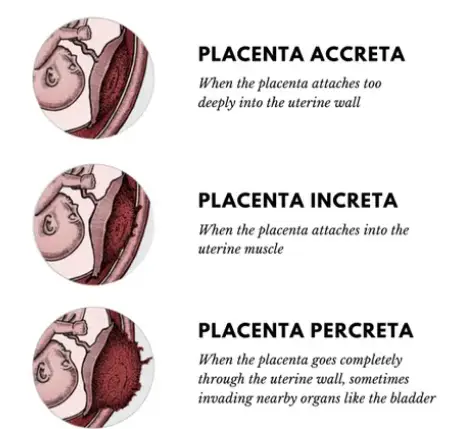 PLACENTA ACCRETA
When the placenta attaches too
deeply into the uterine wall
PLACENTA INCRETA
When the placenta attaches into the
uterine muscle
PLACENTA PERCRETA
When the placenta goes completely
through the uterine wall, sometimes
invading nearby organs like the bladder